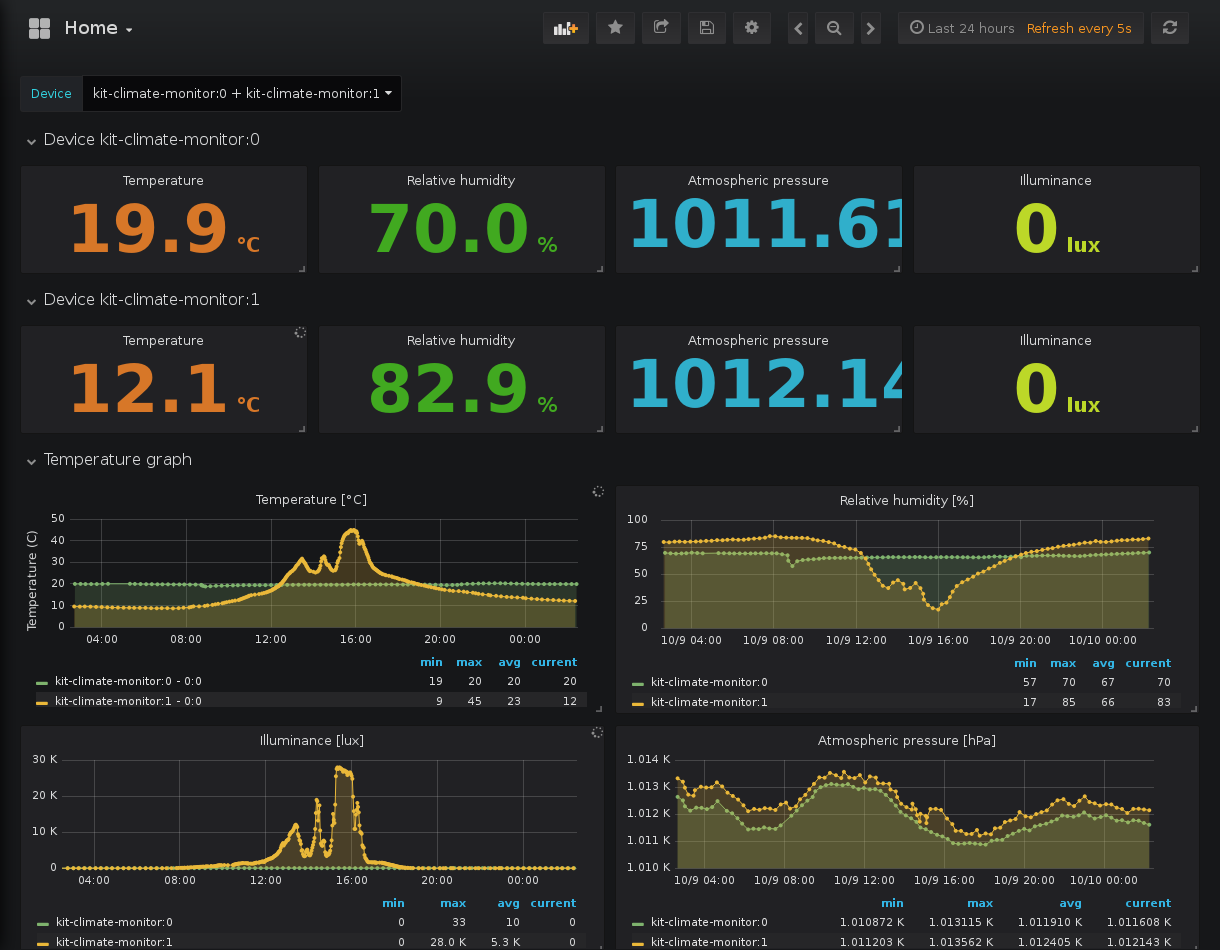 Home
Last 24 hours Refresh every 5s
Device kit-climate-monitor:0 + kit-climate-monitor:1
Device kit-climate-monitor:0
Temperature Relative humidity Atmospheric pressure Illuminance
19.9 °C 70.0 % 1011.61 0 lux
Device kit-climate-monitor:1
Temperature Relative humidity Atmospheric pressure Illuminance
12.1 °C 82.9 % 1012.14 0 lux
Temperature graph
Temperature [°C]
Temperature (C)
50
40
30
20
10
0
04:00 08:00 12:00 16:00 20:00 00:00
min max avg current
kit-climate-monitor:0 - 0:0 19 20 20 20
kit-climate-monitor:1 - 0:0 9 45 23 12
Relative humidity [%]
100
75
50
25
0
10/9 04:00 10/9 08:00 10/9 12:00 10/9 16:00 10/9 20:00 10/10 00:00
min max avg current
kit-climate-monitor:0 57 70 67 70
kit-climate-monitor:1 17 85 66 83
Illuminance [lux]
30 K
20 K
10 K
0
04:00 08:00 12:00 16:00 20:00 00:00
min max avg current
kit-climate-monitor:0 0 33 10 0
kit-climate-monitor:1 0 28.0 K 5.3 K 0
Atmospheric pressure [hPa]
1.014 K
1.013 K
1.012 K
1.011 K
1.010 K
10/9 04:00 10/9 08:00 10/9 12:00 10/9 16:00 10/9 20:00 10/10 00:00
min max avg current
kit-climate-monitor:0 1.010872 K 1.013115 K 1.011910 K 1.011608 K
kit-climate-monitor:1 1.011203 K 1.013562 K 1.012405 K 1.012143 K